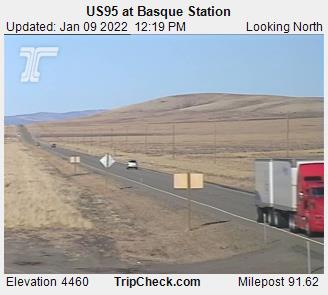 US95 at Basque Station
Updated: Jan 09 2022 12:19 PM
Looking North
Elevation 4460
TripCheck.com
Milepost 91.62